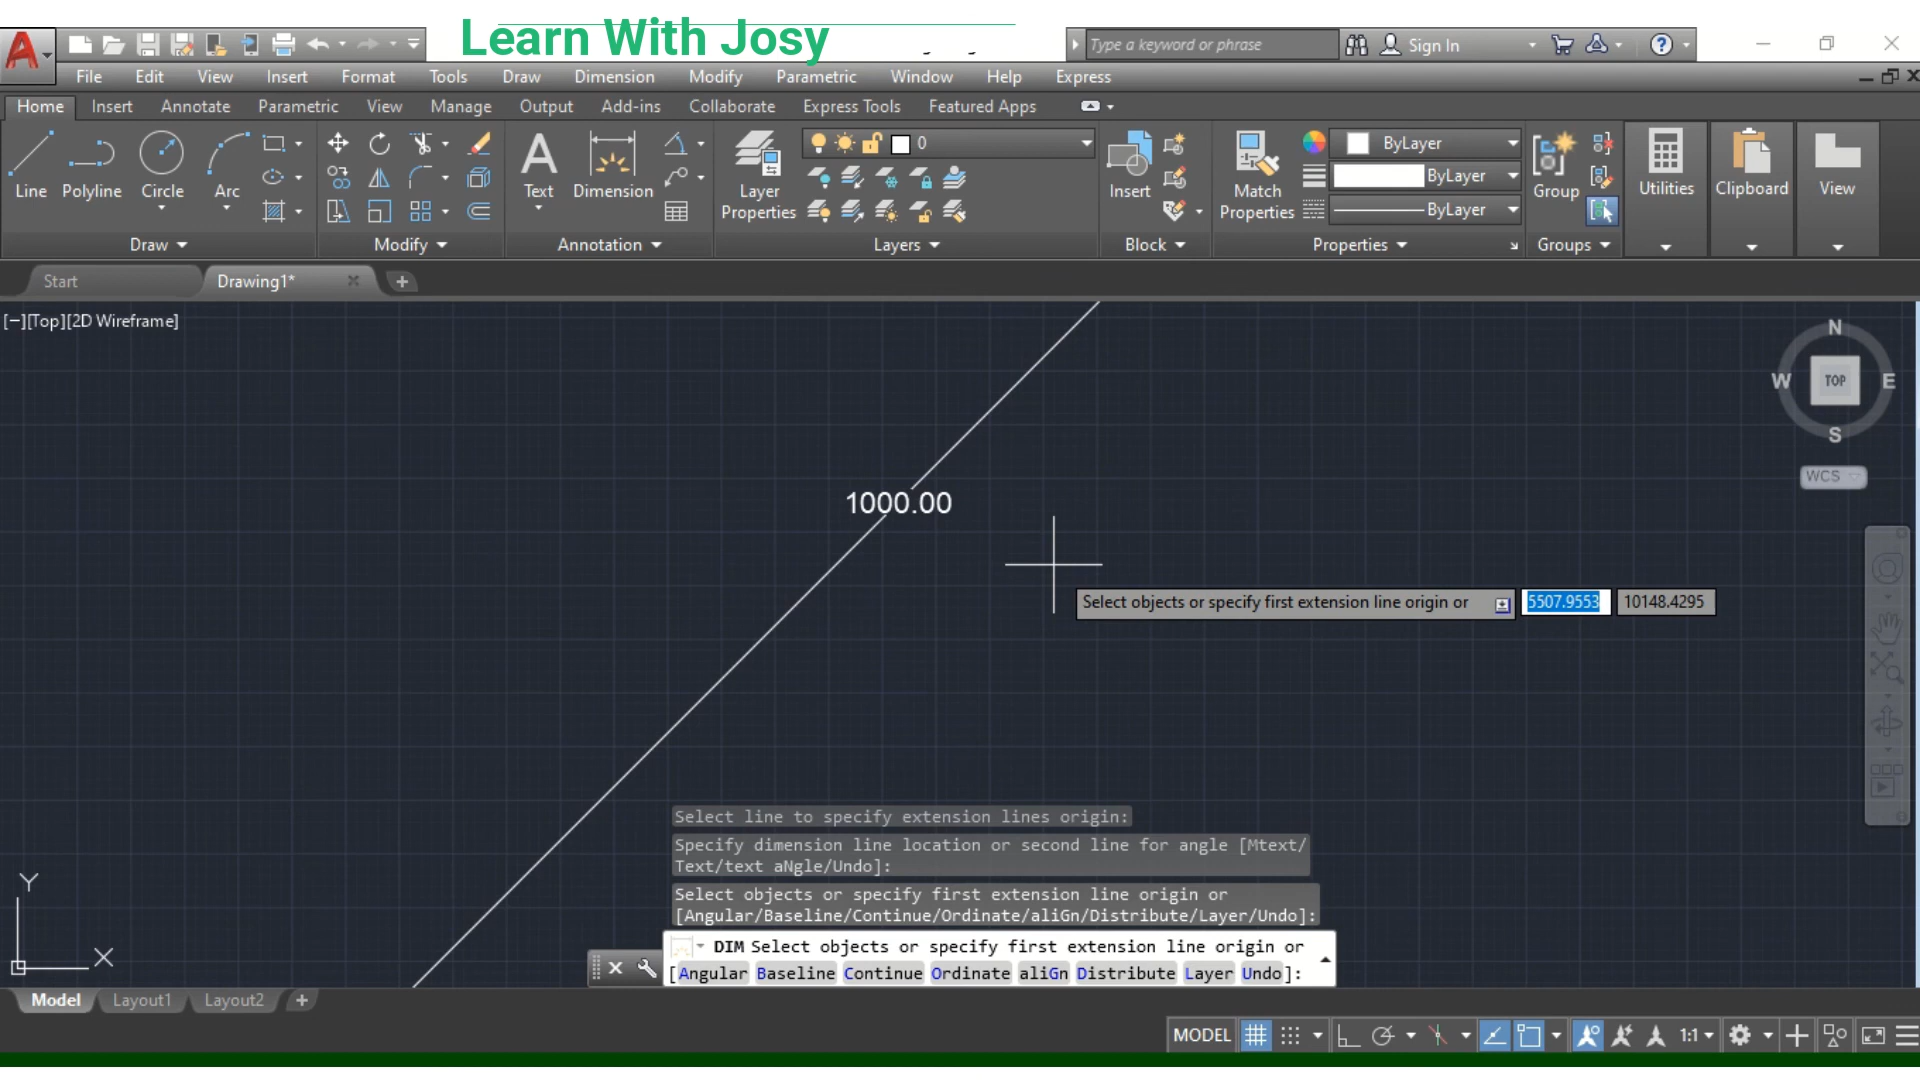 Learn With Josy
A
Type a keyword or phrase
Sign In
?
File Edit View Insert Format Tools Draw Dimension Modify Parametric Window Help Express
Home Insert Annotate Parametric View Manage Output Add-ins Collaborate Express Tools Featured Apps
Line Polyline Circle Arc
A
Text Dimension
Layer Properties
0
Insert
Match Properties
ByLayer
ByLayer
ByLayer
Group
Utilities
Clipboard
View
Draw Modify Annotation Layers Block Properties Groups
Start Drawing1*
[−][Top][2D Wireframe]
N
W TOP E
S
WCS
1000.00
Select objects or specify first extension line origin or 5507.9553 10148.4295
Select line to specify extension lines origin:
Specify dimension line location or second line for angle [Mtext/
Text/text aNgle/Undo]:
Select objects or specify first extension line origin or
[Angular/Baseline/Continue/Ordinate/aliGn/Distribute/Layer/Undo]:
DIM Select objects or specify first extension line origin or
[Angular Baseline Continue Ordinate aliGn Distribute Layer Undo]:
Y
X
Model Layout1 Layout2
MODEL 1:1